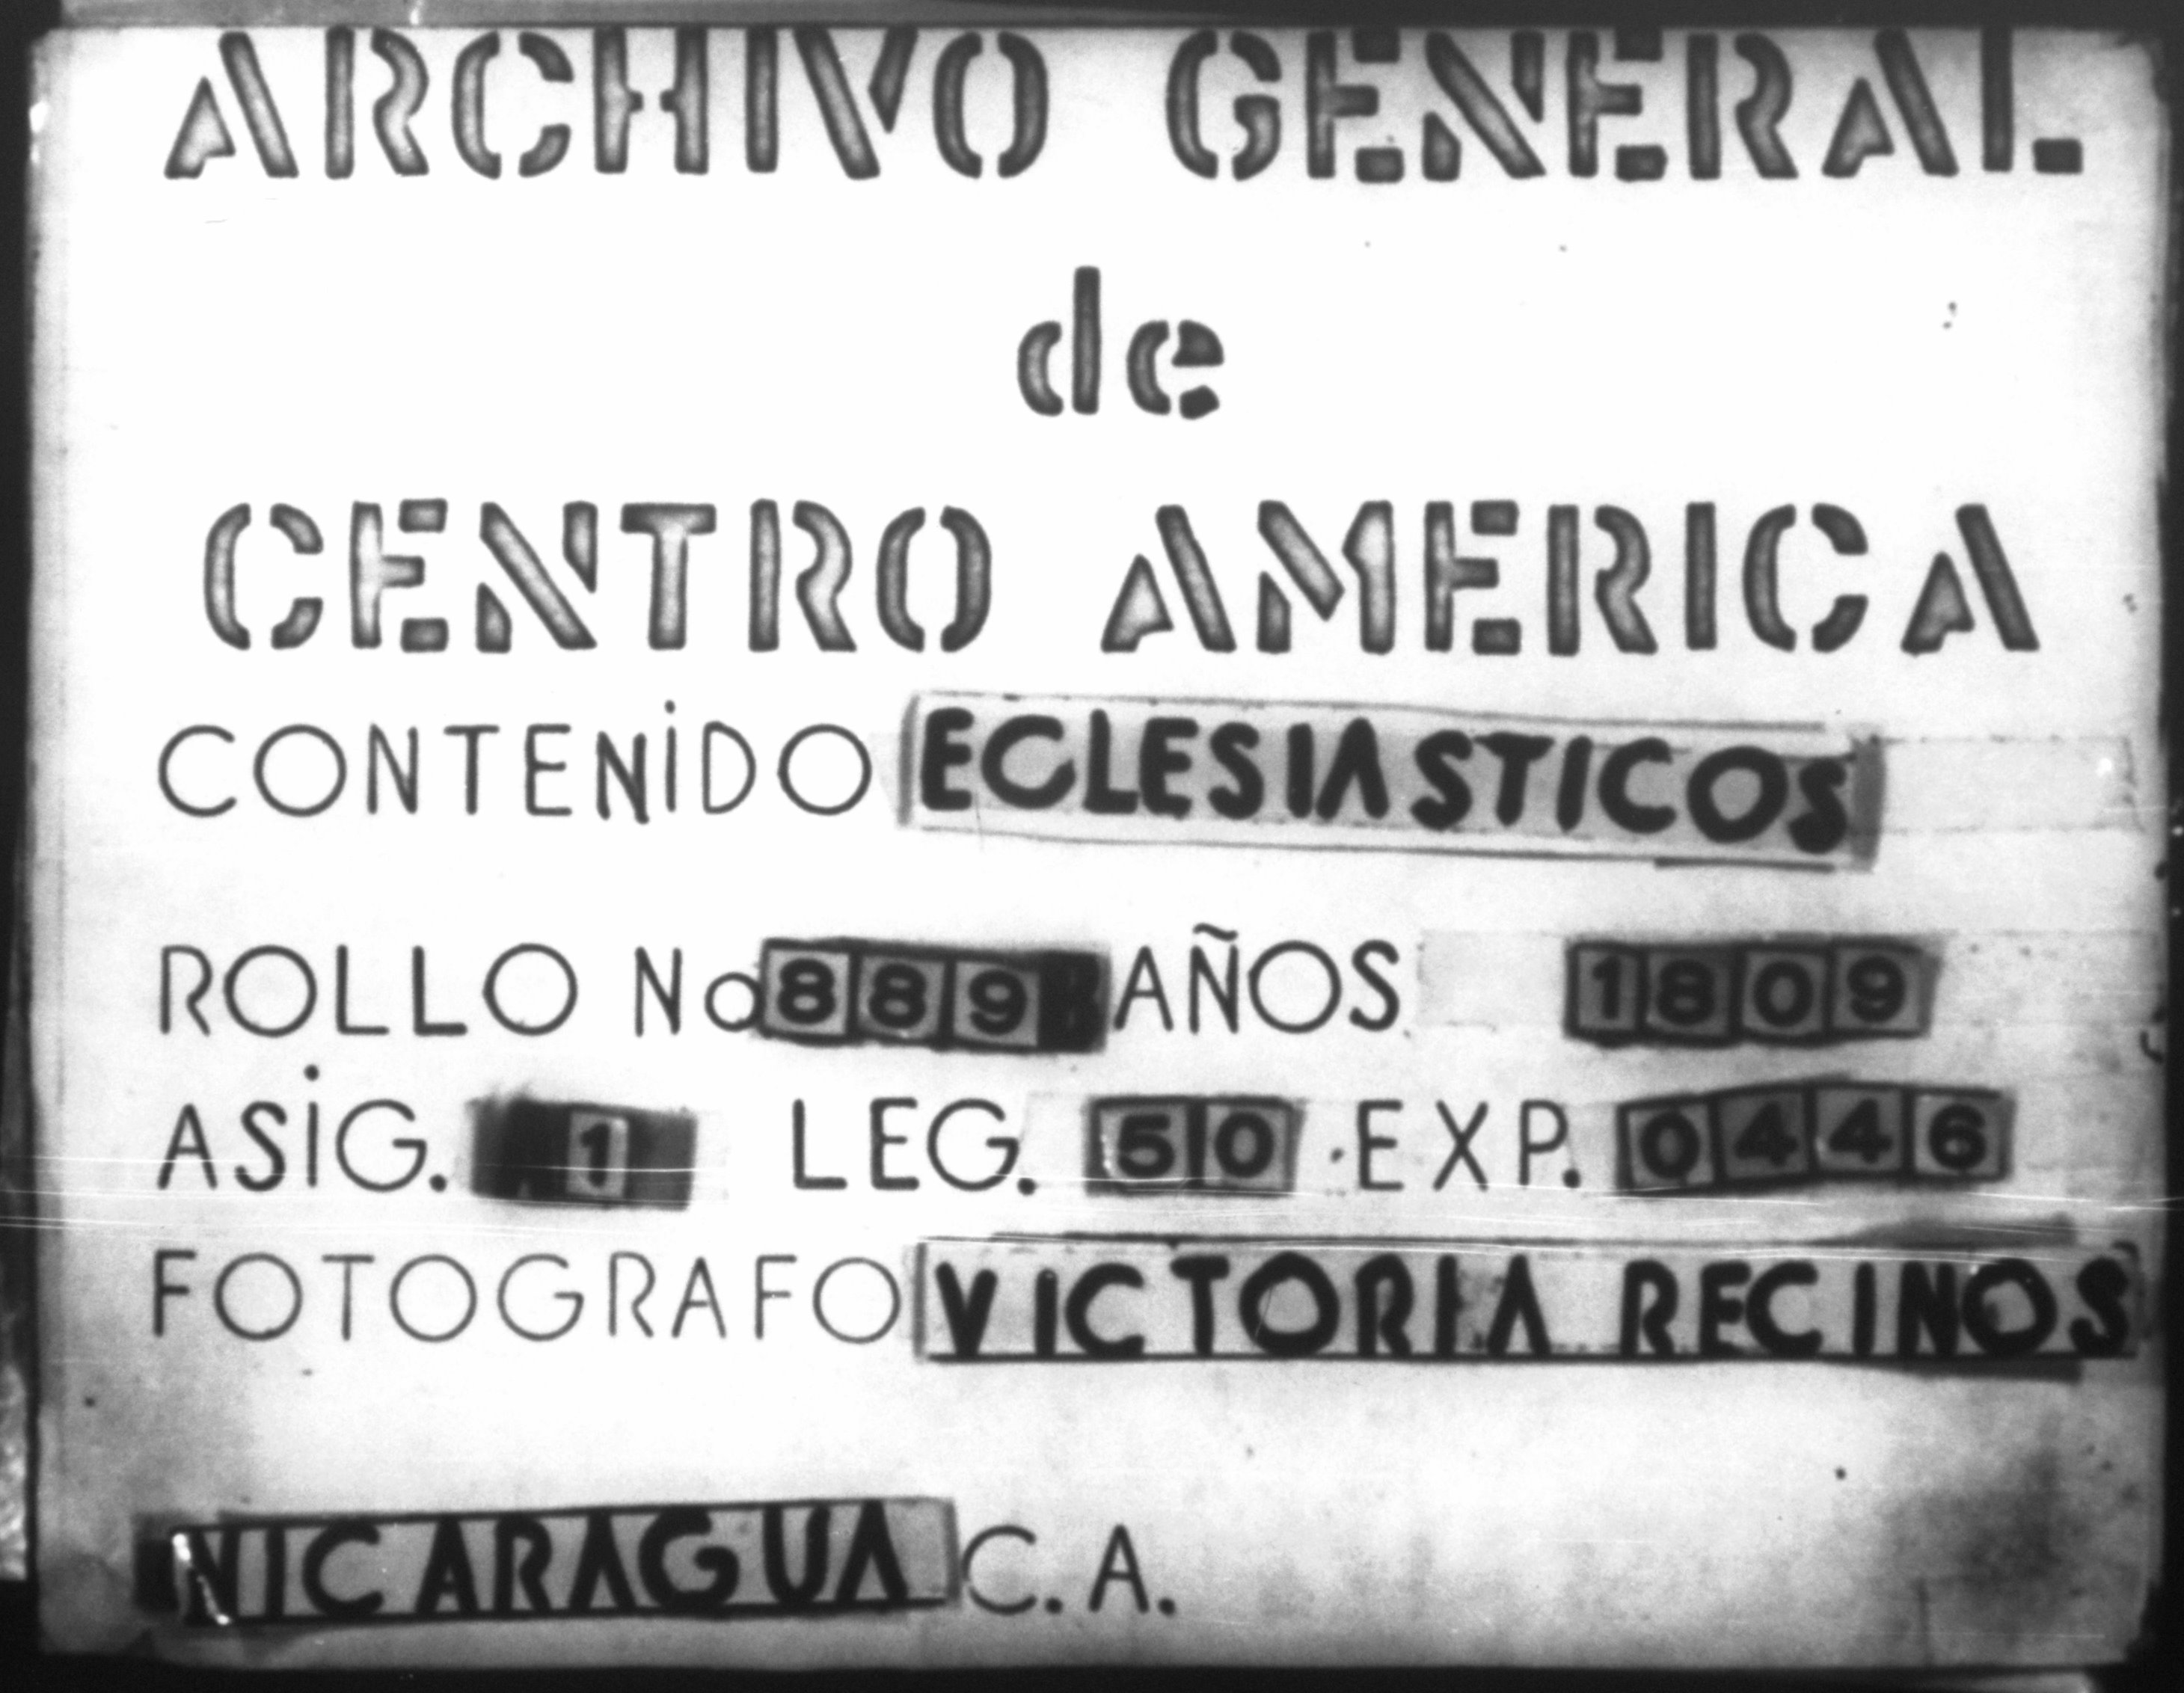 ARCHIVO GENERAL
de
CENTRO AMERICA
CONTENIDO ECLESIASTICOS
ROLLO No 889 AÑOS 1809
ASIG. 1 LEG. 50 EXP. 0446
FOTOGRAFO VICTORIA RECINOS
NICARAGUA C.A.